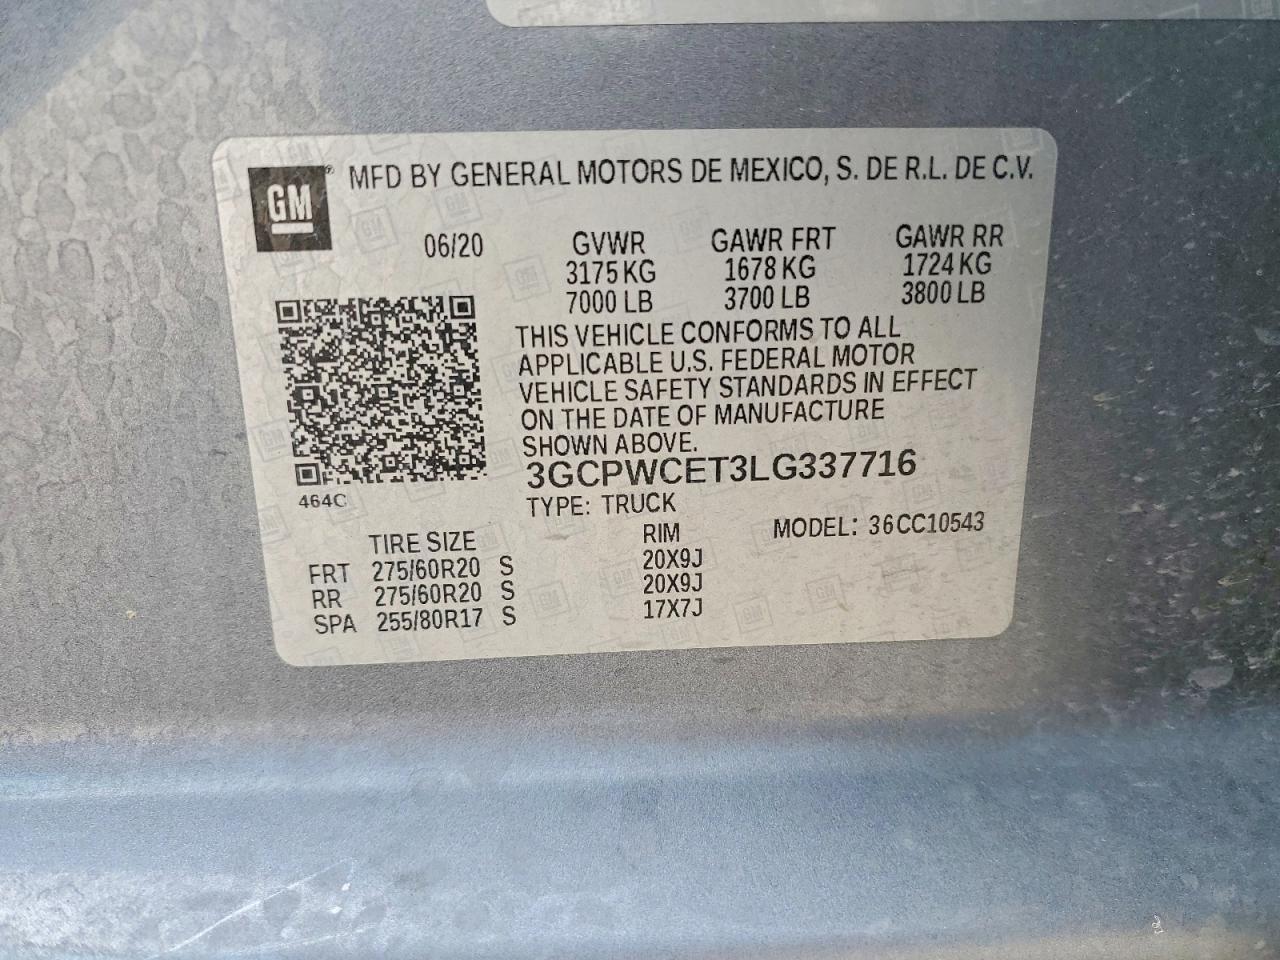 GM® MFD BY GENERAL MOTORS DE MEXICO, S. DE R.L. DE C.V.
06/20 GVWR GAWR FRT GAWR RR
3175 KG 1678 KG 1724 KG
7000 LB 3700 LB 3800 LB
THIS VEHICLE CONFORMS TO ALL
APPLICABLE U.S. FEDERAL MOTOR
VEHICLE SAFETY STANDARDS IN EFFECT
ON THE DATE OF MANUFACTURE
SHOWN ABOVE.
3GCPWCET3LG337716
464C TYPE: TRUCK
TIRE SIZE RIM MODEL: 36CC10543
FRT 275/60R20 S 20X9J
RR 275/60R20 S 20X9J
SPA 255/80R17 S 17X7J